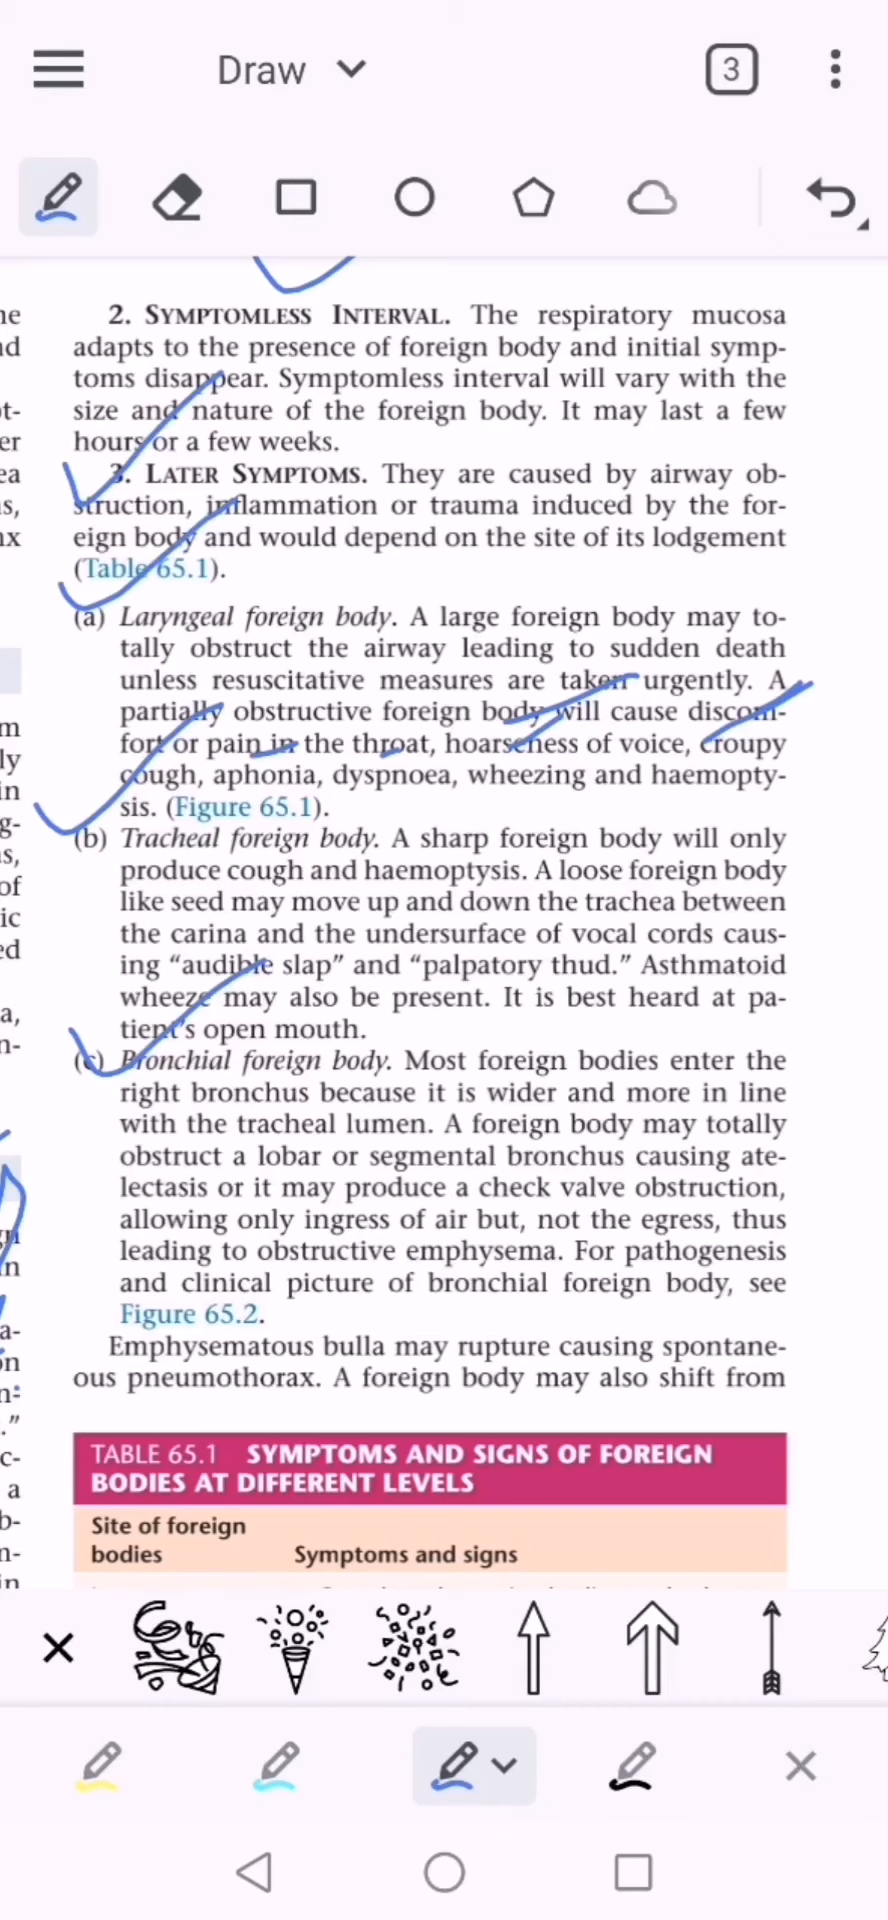 Draw
3
2. SYMPTOMLESS INTERVAL. The respiratory mucosa
adapts to the presence of foreign body and initial symp-
toms disappear. Symptomless interval will vary with the
size and nature of the foreign body. It may last a few
hours or a few weeks.
3. LATER SYMPTOMS. They are caused by airway ob-
struction, inflammation or trauma induced by the for-
eign body and would depend on the site of its lodgement
(Table 65.1).
(a) Laryngeal foreign body. A large foreign body may to-
tally obstruct the airway leading to sudden death
unless resuscitative measures are taken urgently. A
partially obstructive foreign body will cause discom-
fort or pain in the throat, hoarseness of voice, croupy
cough, aphonia, dyspnoea, wheezing and haemopty-
sis. (Figure 65.1).
(b) Tracheal foreign body. A sharp foreign body will only
produce cough and haemoptysis. A loose foreign body
like seed may move up and down the trachea between
the carina and the undersurface of vocal cords caus-
ing “audible slap” and “palpatory thud.” Asthmatoid
wheeze may also be present. It is best heard at pa-
tient’s open mouth.
(c) Bronchial foreign body. Most foreign bodies enter the
right bronchus because it is wider and more in line
with the tracheal lumen. A foreign body may totally
obstruct a lobar or segmental bronchus causing ate-
lectasis or it may produce a check valve obstruction,
allowing only ingress of air but, not the egress, thus
leading to obstructive emphysema. For pathogenesis
and clinical picture of bronchial foreign body, see
Figure 65.2.
Emphysematous bulla may rupture causing spontane-
ous pneumothorax. A foreign body may also shift from
TABLE 65.1 SYMPTOMS AND SIGNS OF FOREIGN
BODIES AT DIFFERENT LEVELS
Site of foreign
bodies Symptoms and signs